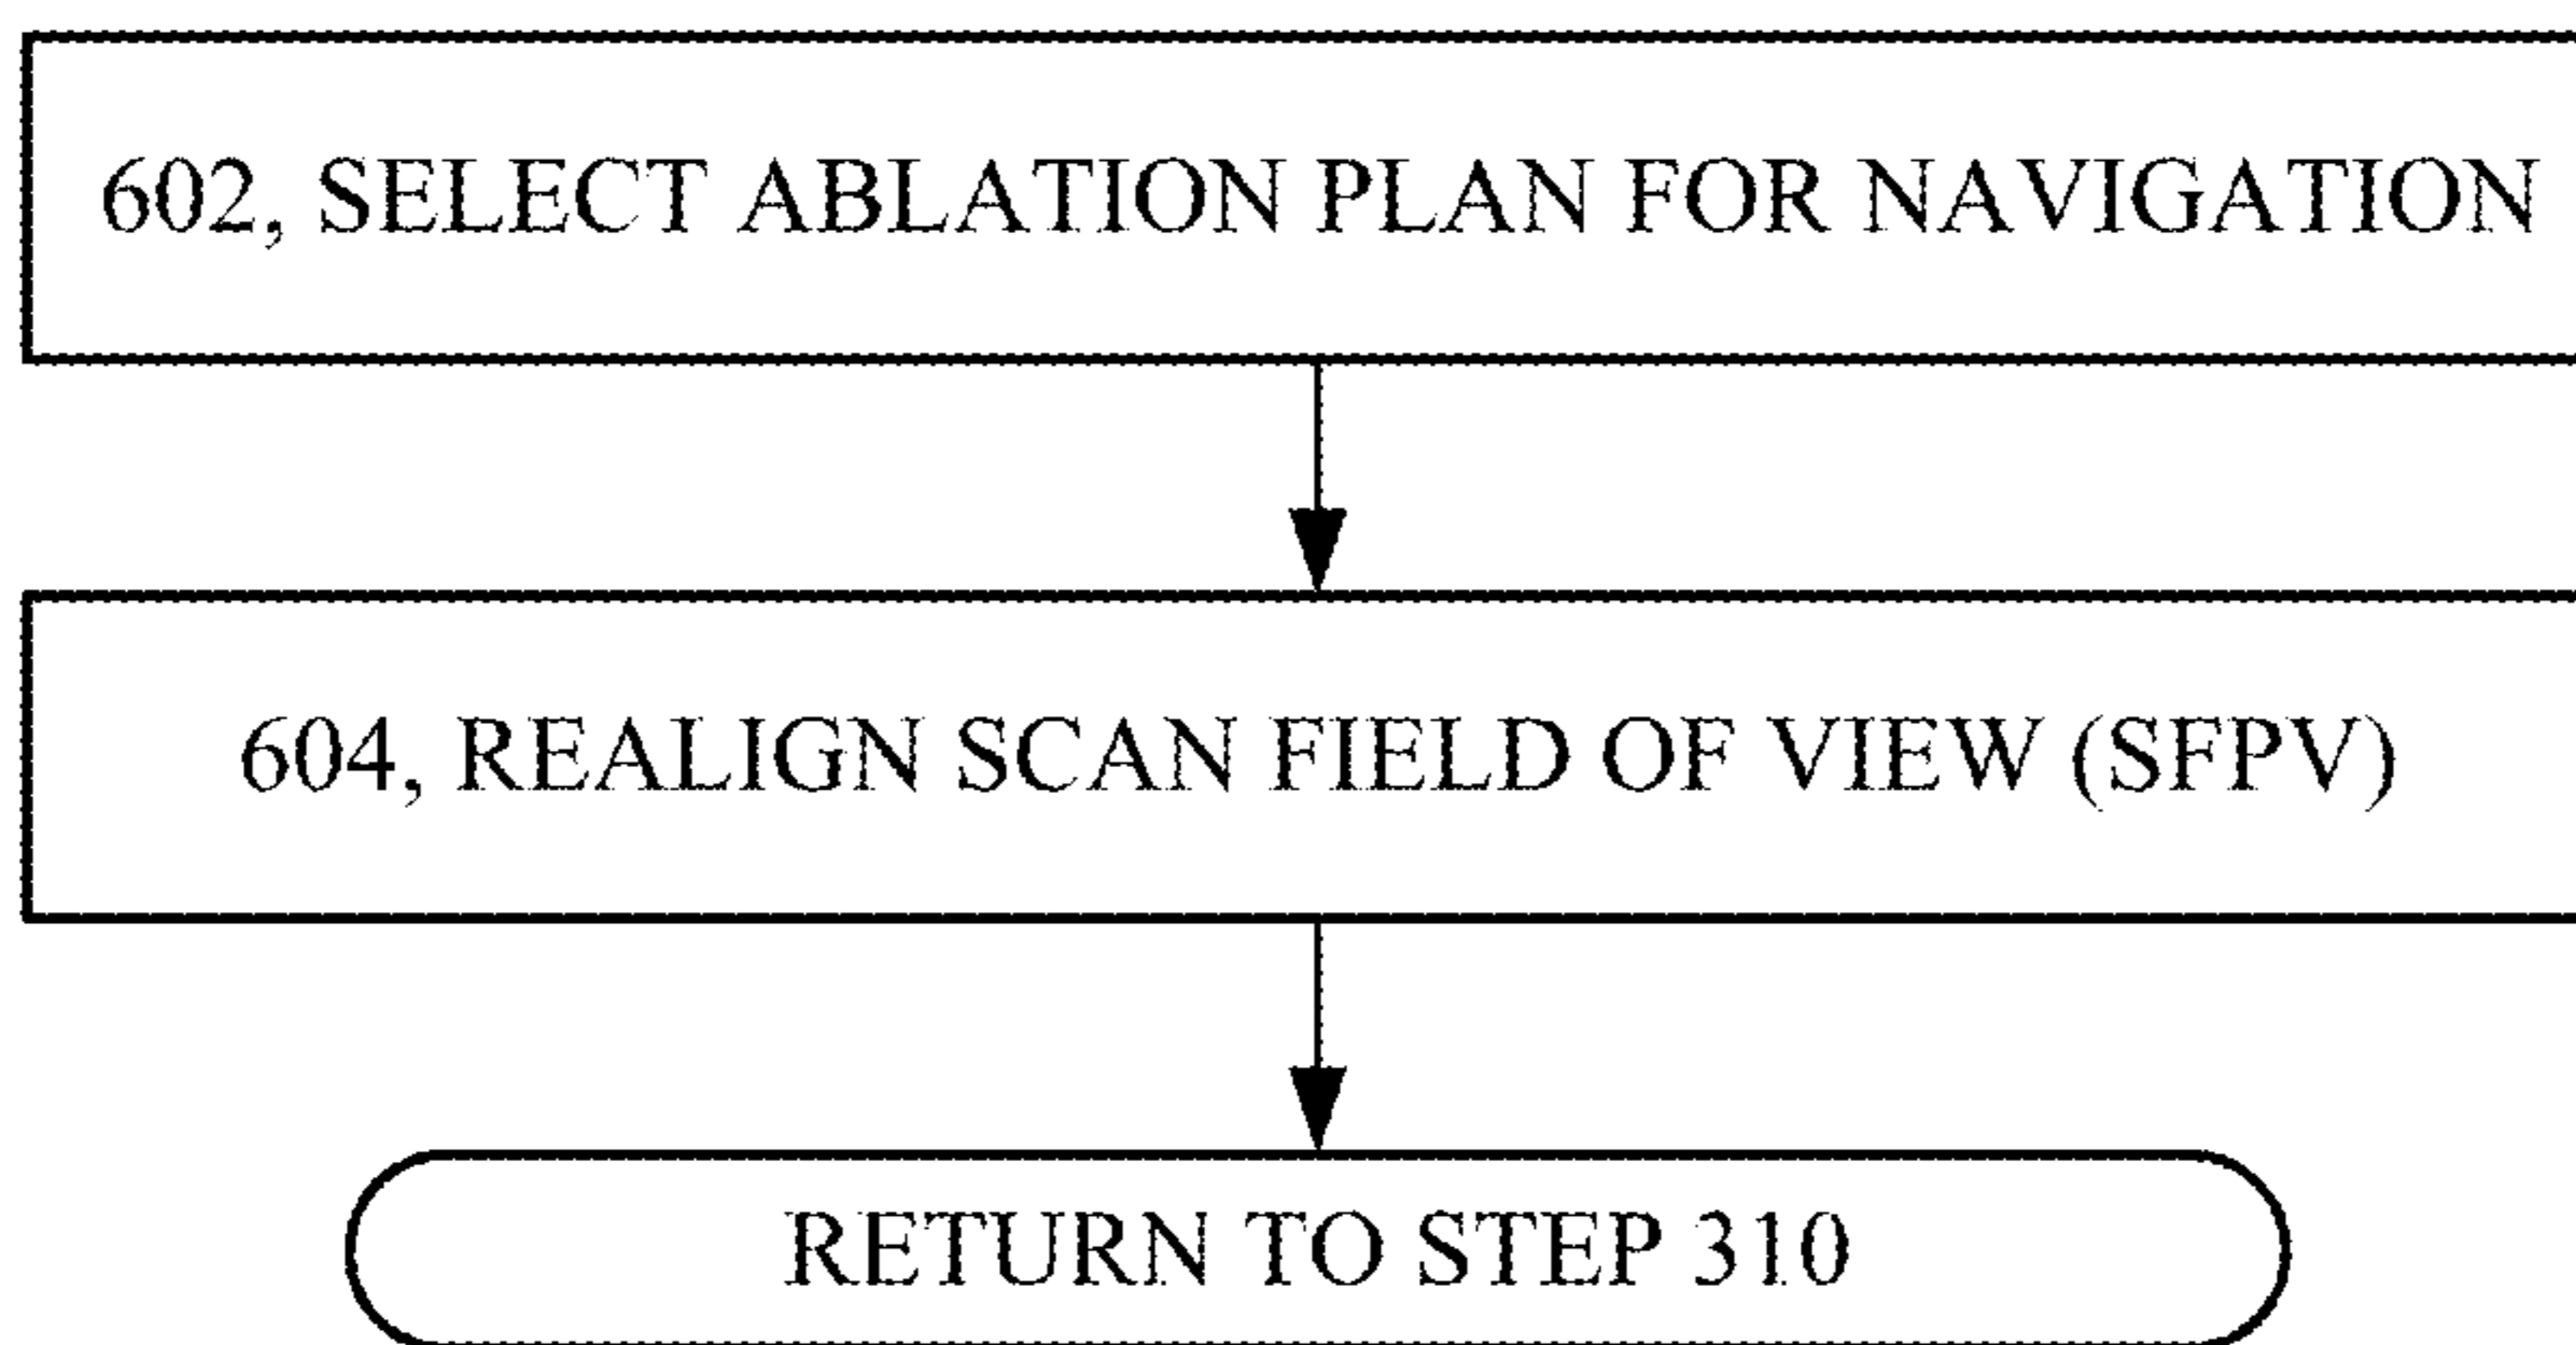 602, SELECT ABLATION PLAN FOR NAVIGATION
604, REALIGN SCAN FIELD OF VIEW (SFPV)
RETURN TO STEP 310